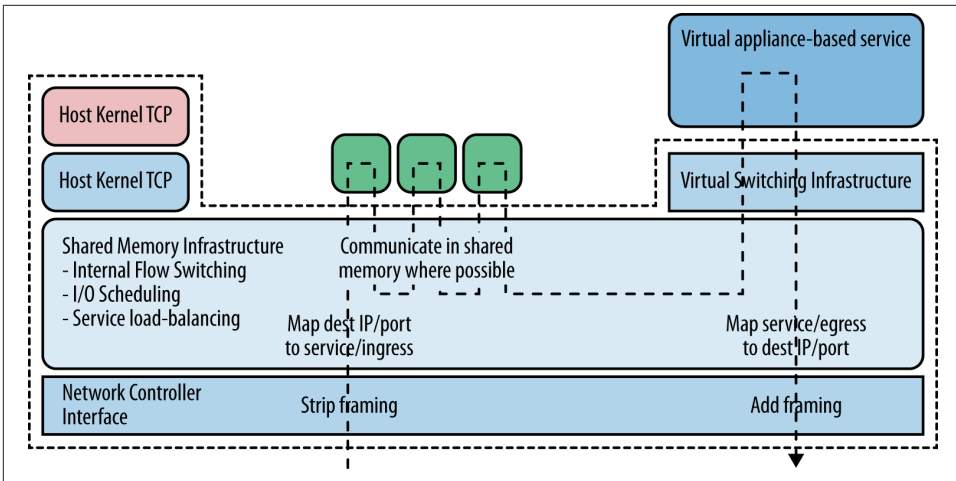 Virtual appliance-based service
Host Kernel TCP
Host Kernel TCP
Virtual Switching Infrastructure
Shared Memory Infrastructure
- Internal Flow Switching
- I/O Scheduling
- Service load-balancing
Communicate in shared
memory where possible
Map dest IP/port
to service/ingress
Map service/egress
to dest IP/port
Network Controller
Interface
Strip framing
Add framing